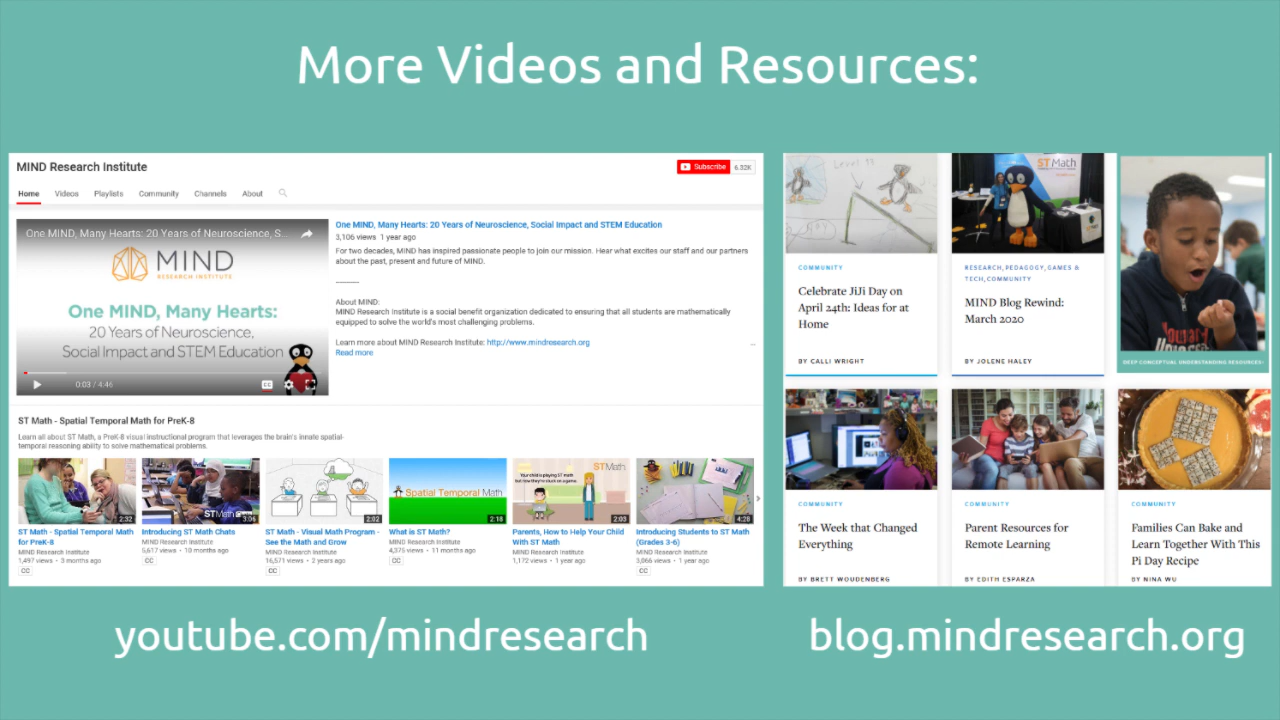 More Videos and Resources:
MIND Research Institute
Subscribe 6.32K
Home Videos Playlists Community Channels About
One MIND, Many Hearts: 20 Years of Neuroscience, S...
MIND
RESEARCH INSTITUTE
One MIND, Many Hearts:
20 Years of Neuroscience,
Social Impact and STEM Education
0:03 / 4:46
CC
One MIND, Many Hearts: 20 Years of Neuroscience, Social Impact and STEM Education
3,106 views 1 year ago
For two decades, MIND has inspired passionate people to join our mission. Hear what excites our staff and our partners
about the past, present and future of MIND.
----------
About MIND:
MIND Research Institute is a social benefit organization dedicated to ensuring that all students are mathematically
equipped to solve the world's most challenging problems.
Learn more about MIND Research Institute: http://www.mindresearch.org
...
Read more
ST Math - Spatial Temporal Math for PreK-8
Learn all about ST Math, a PreK-8 visual instructional program that leverages the brain's innate spatial-
temporal reasoning ability to solve mathematical problems.
2:32
ST Math - Spatial Temporal Math
for PreK-8
MIND Research Institute
1,497 views • 3 months ago
CC
STMath
3:06
Introducing ST Math Chats
MIND Research Institute
5,617 views • 10 months ago
CC
2:02
ST Math - Visual Math Program -
See the Math and Grow
MIND Research Institute
16,571 views • 2 years ago
CC
Spatial Temporal Math
2:18
What is ST Math?
MIND Research Institute
4,375 views • 11 months ago
CC
STMath
Your child is playing ST math
but now they're stuck on a game.
2:03
Parents, How to Help Your Child
With ST Math
MIND Research Institute
1,172 views • 1 year ago
4:28
Introducing Students to ST Math
(Grades 3-6)
MIND Research Institute
3,066 views • 1 year ago
CC
COMMUNITY
Celebrate JiJi Day on
April 24th: Ideas for at
Home
BY CALLI WRIGHT
ST Math
RESEARCH, PEDAGOGY, GAMES &
TECH, COMMUNITY
MIND Blog Rewind:
March 2020
BY JOLENE HALEY
DEEP CONCEPTUAL UNDERSTANDING RESOURCES
COMMUNITY
The Week that Changed
Everything
BY BRETT WOUDENBERG
COMMUNITY
Parent Resources for
Remote Learning
BY EDITH ESPARZA
COMMUNITY
Families Can Bake and
Learn Together With This
Pi Day Recipe
BY NINA WU
youtube.com/mindresearch
blog.mindresearch.org